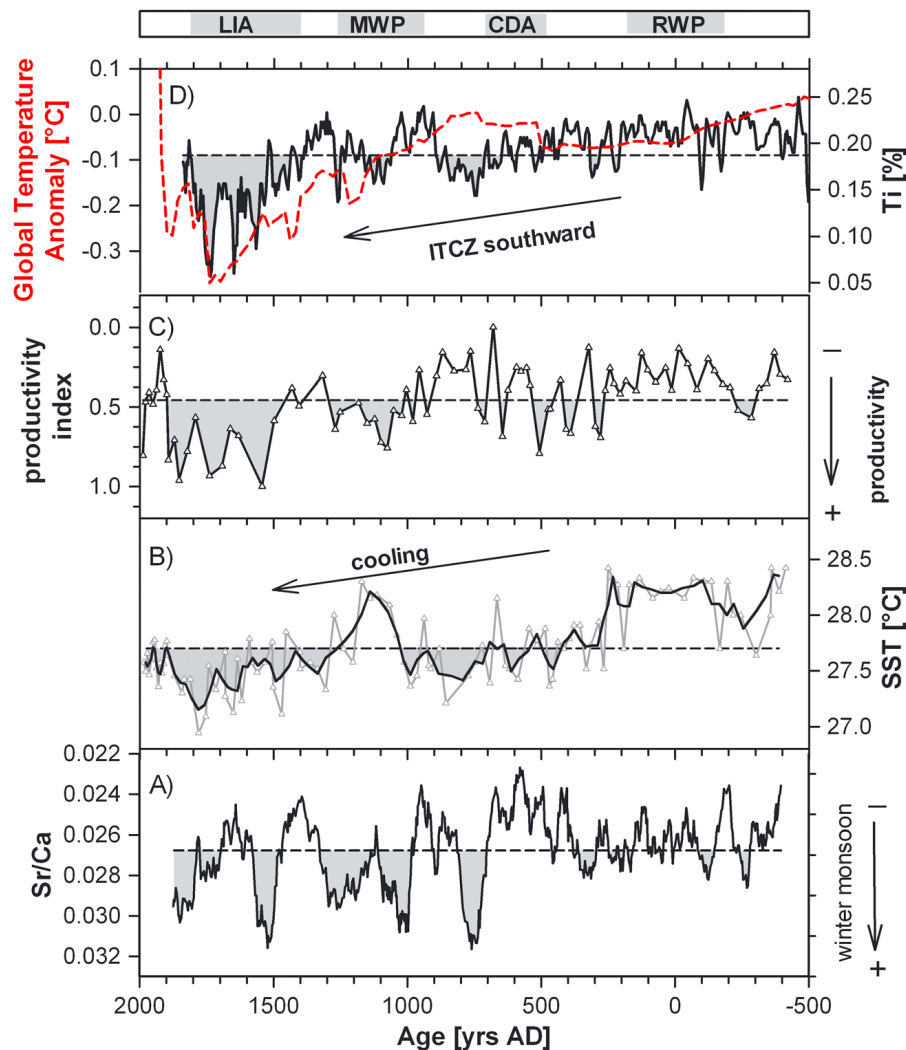 LIA MWP CDA RWP
D)
0.1
0.0
-0.1
-0.2
-0.3
Global Temperature
Anomaly [°C]
0.25
0.20
0.15
0.10
0.05
Ti [%]
ITCZ southward
C)
0.0
0.5
1.0
productivity
index
–
productivity
+
B)
cooling
28.5
28.0
27.5
27.0
SST [°C]
A)
0.022
0.024
0.026
0.028
0.030
0.032
Sr/Ca
–
winter monsoon
+
2000 1500 1000 500 0 -500
Age [yrs AD]